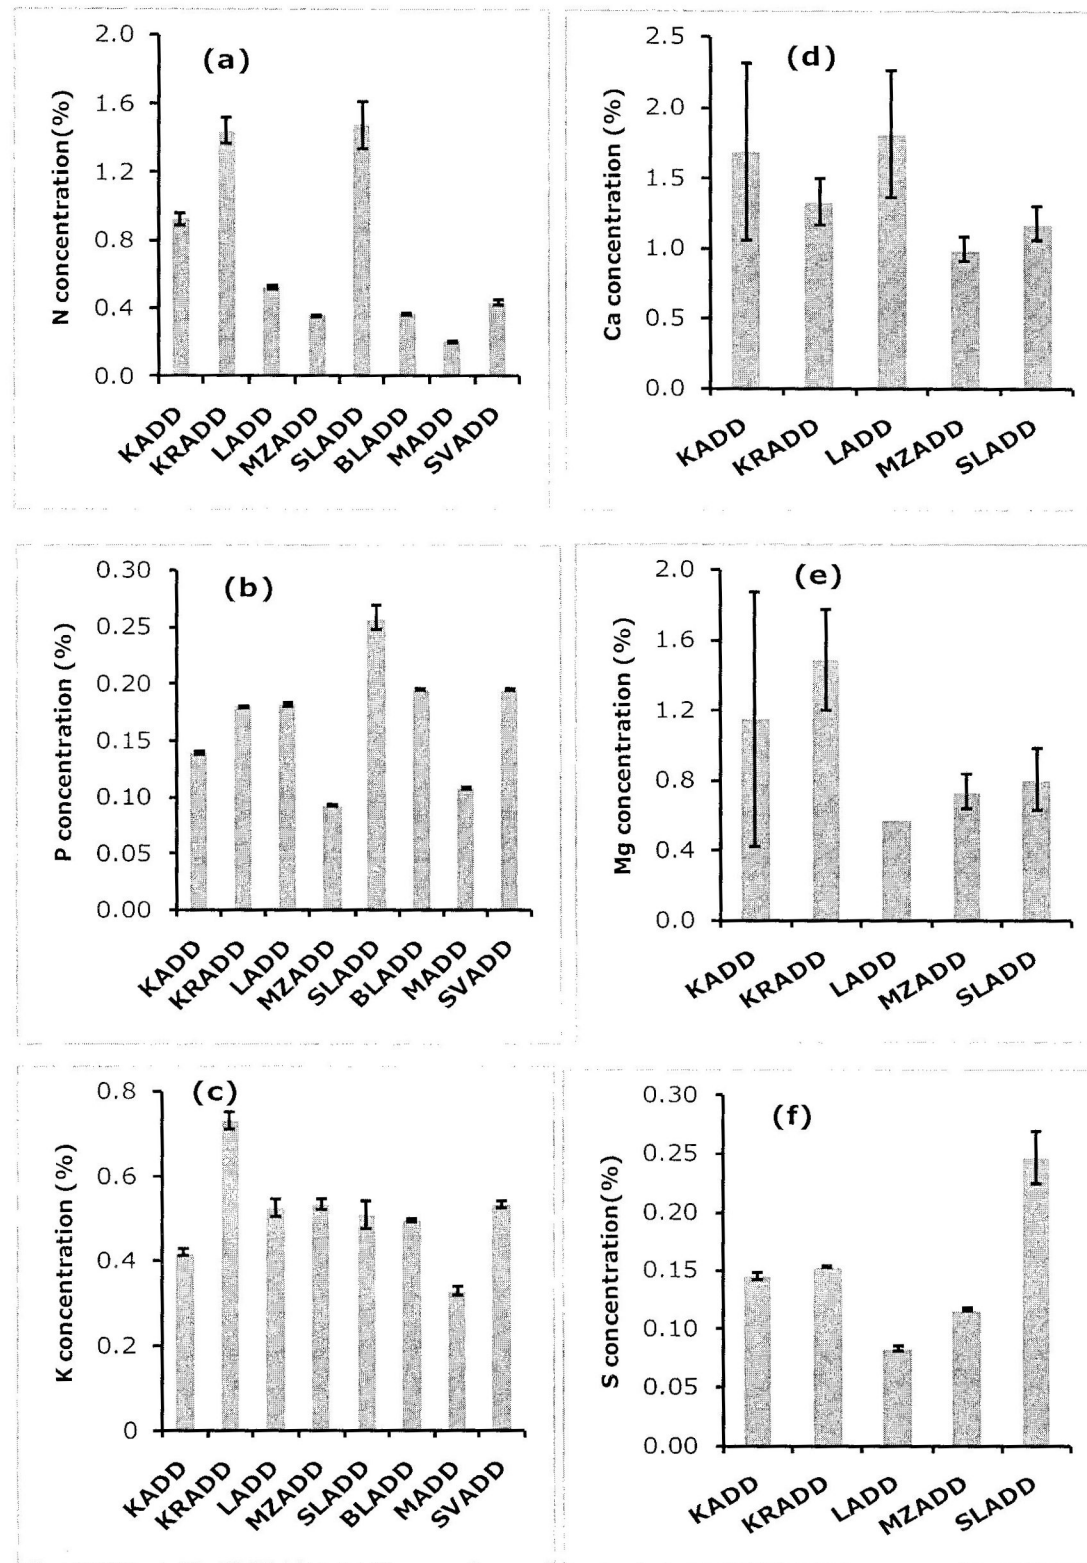 (a)
N concentration(%)
2.0
1.6
1.2
0.8
0.4
0.0
KADD
KRADD
LADD
MZADD
SLADD
BLADD
MADD
SVADD
(d)
Ca concentration (%)
2.5
2.0
1.5
1.0
0.5
0.0
KADD
KRADD
LADD
MZADD
SLADD
(b)
P concentration (%)
0.30
0.25
0.20
0.15
0.10
0.05
0.00
KADD
KRADD
LADD
MZADD
SLADD
BLADD
MADD
SVADD
(e)
Mg concentration (%)
2.0
1.6
1.2
0.8
0.4
0.0
KADD
KRADD
LADD
MZADD
SLADD
(c)
K concentration (%)
0.8
0.6
0.4
0.2
0
KADD
KRADD
LADD
MZADD
SLADD
BLADD
MADD
SVADD
(f)
S concentration(%)
0.30
0.25
0.20
0.15
0.10
0.05
0.00
KADD
KRADD
LADD
MZADD
SLADD